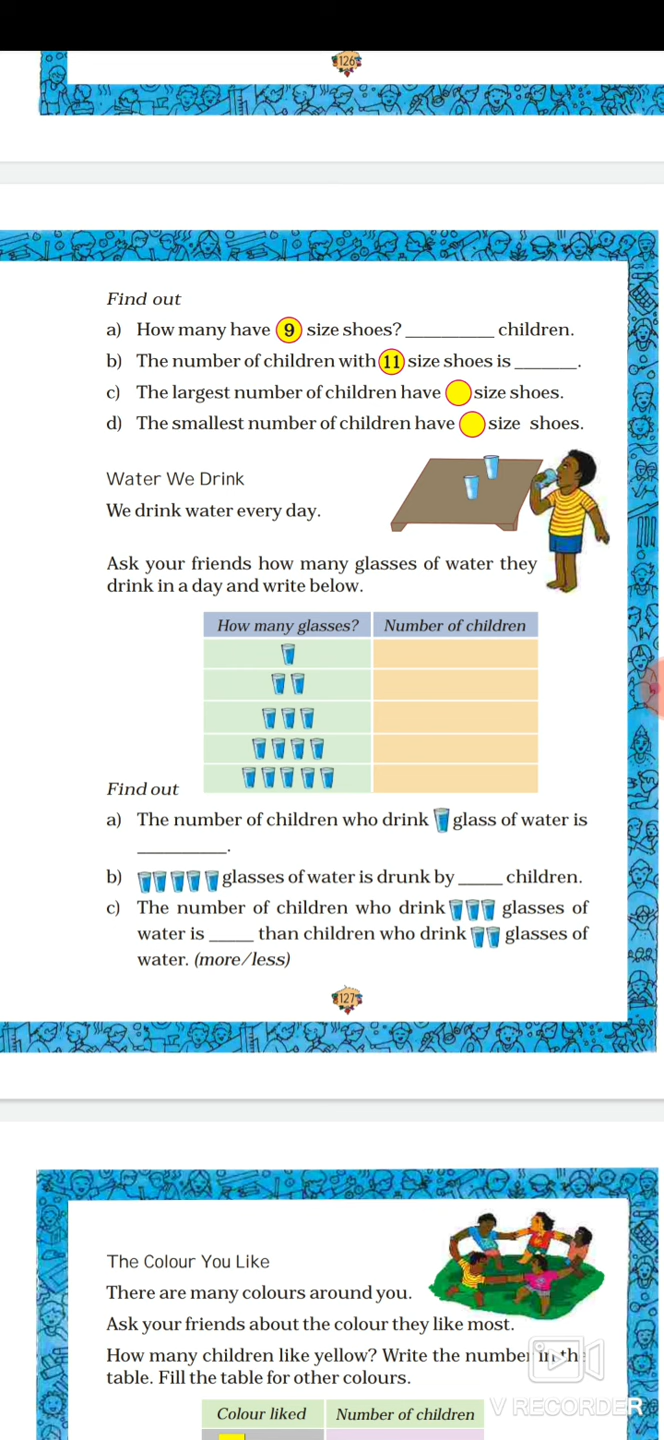 126
Find out
a) How many have 9 size shoes? __________ children.
b) The number of children with 11 size shoes is _______.
c) The largest number of children have size shoes.
d) The smallest number of children have size shoes.
Water We Drink
We drink water every day.
Ask your friends how many glasses of water they
drink in a day and write below.
How many glasses? Number of children
Find out
a) The number of children who drink glass of water is
__________.
b) glasses of water is drunk by _____ children.
c) The number of children who drink glasses of
water is _____ than children who drink glasses of
water. (more/less)
127
The Colour You Like
There are many colours around you.
Ask your friends about the colour they like most.
How many children like yellow? Write the number in th
table. Fill the table for other colours.
Colour liked Number of children
V RECORDER